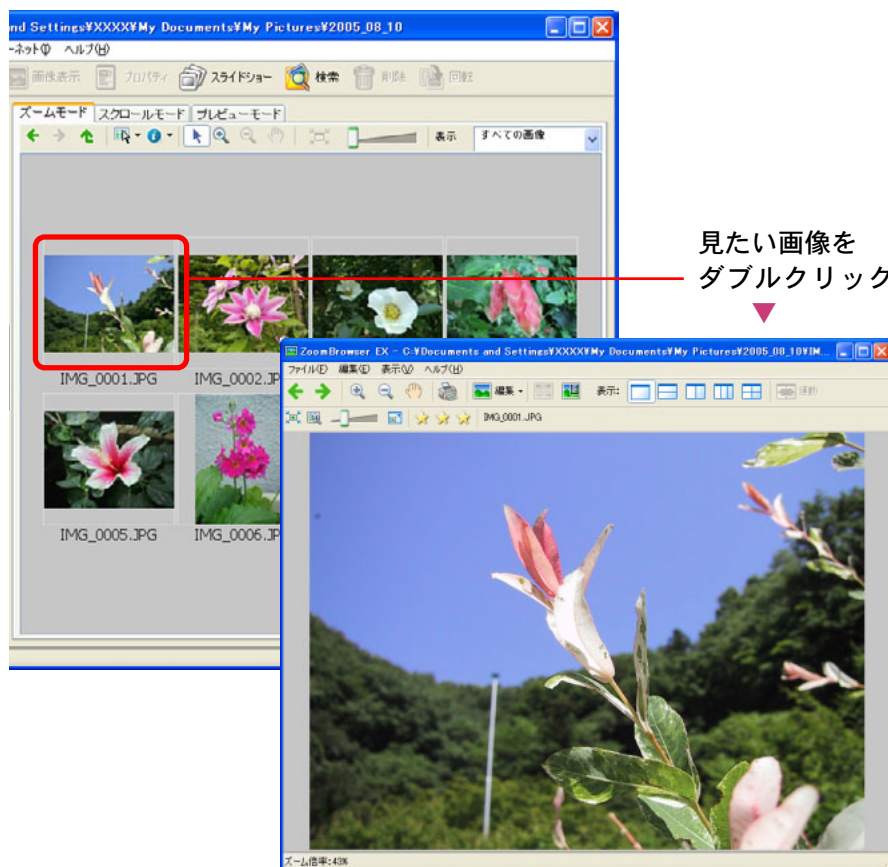 nd Settings¥XXXX¥My Documents¥My Pictures¥2005_08_10
ーネット(I) ヘルプ(H)
画像表示 プロパティ スライドショー 検索 削除 回転
ズームモード スクロールモード プレビューモード
表示 すべての画像
見たい画像を
ダブルクリック
IMG_0001.JPG IMG_0002.JP
IMG_0005.JPG IMG_0006.JP
ZoomBrowser EX - C:¥Documents and Settings¥XXXX¥My Documents¥My Pictures¥2005_08_10¥IM...
ファイル(F) 編集(E) 表示(V) ヘルプ(H)
編集 表示: 連動
IMG_0001.JPG
ズーム倍率:43%